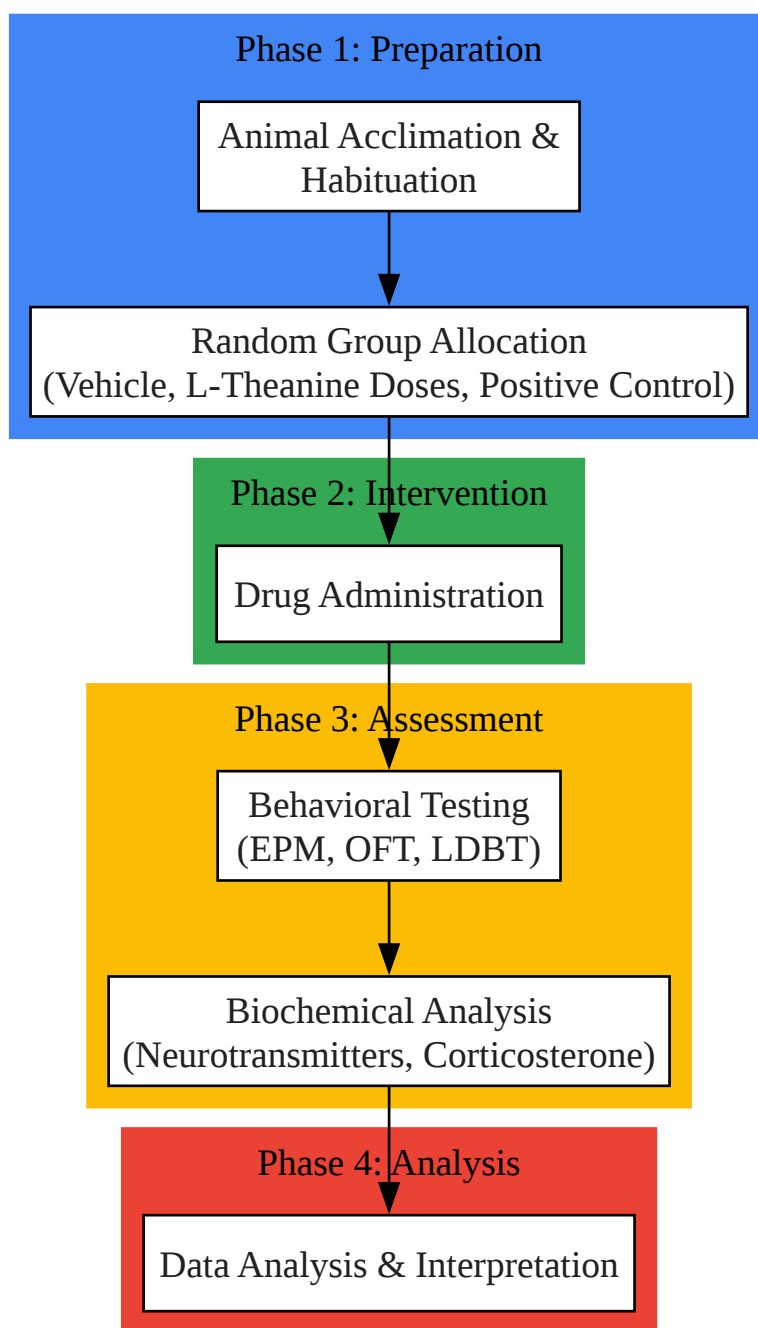 Phase 1: Preparation
Animal Acclimation &
Habituation
Random Group Allocation
(Vehicle, L-Theanine Doses, Positive Control)
Phase 2: Intervention
Drug Administration
Phase 3: Assessment
Behavioral Testing
(EPM, OFT, LDBT)
Biochemical Analysis
(Neurotransmitters, Corticosterone)
Phase 4: Analysis
Data Analysis & Interpretation